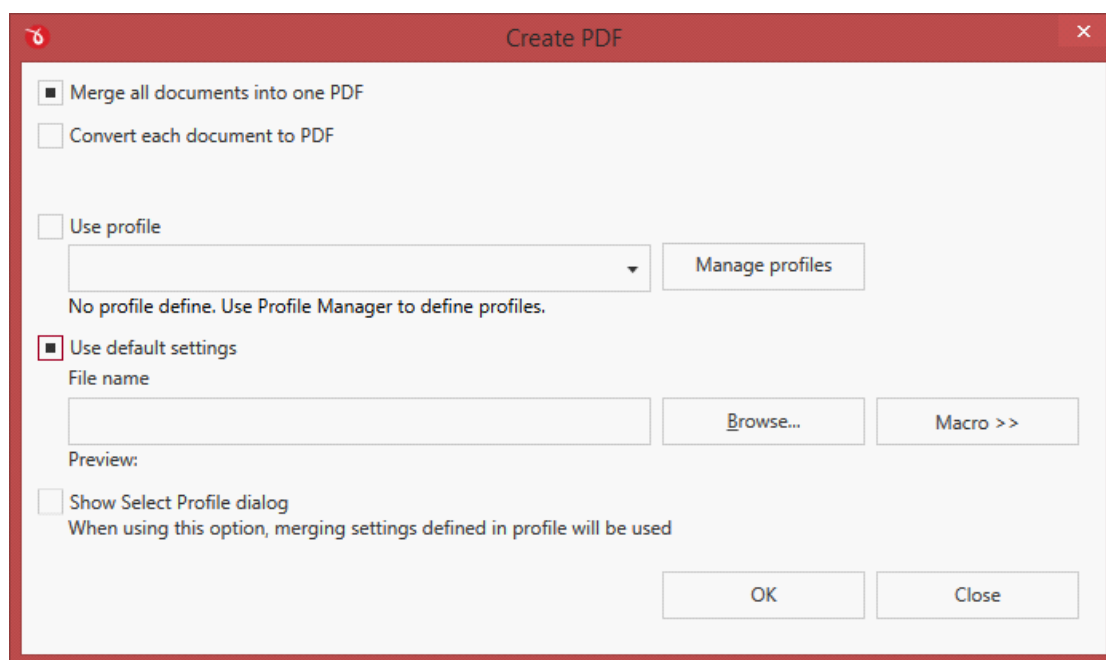 Create PDF
Merge all documents into one PDF
Convert each document to PDF
Use profile
Manage profiles
No profile define. Use Profile Manager to define profiles.
Use default settings
File name
Browse...
Macro >>
Preview:
Show Select Profile dialog
When using this option, merging settings defined in profile will be used
OK
Close